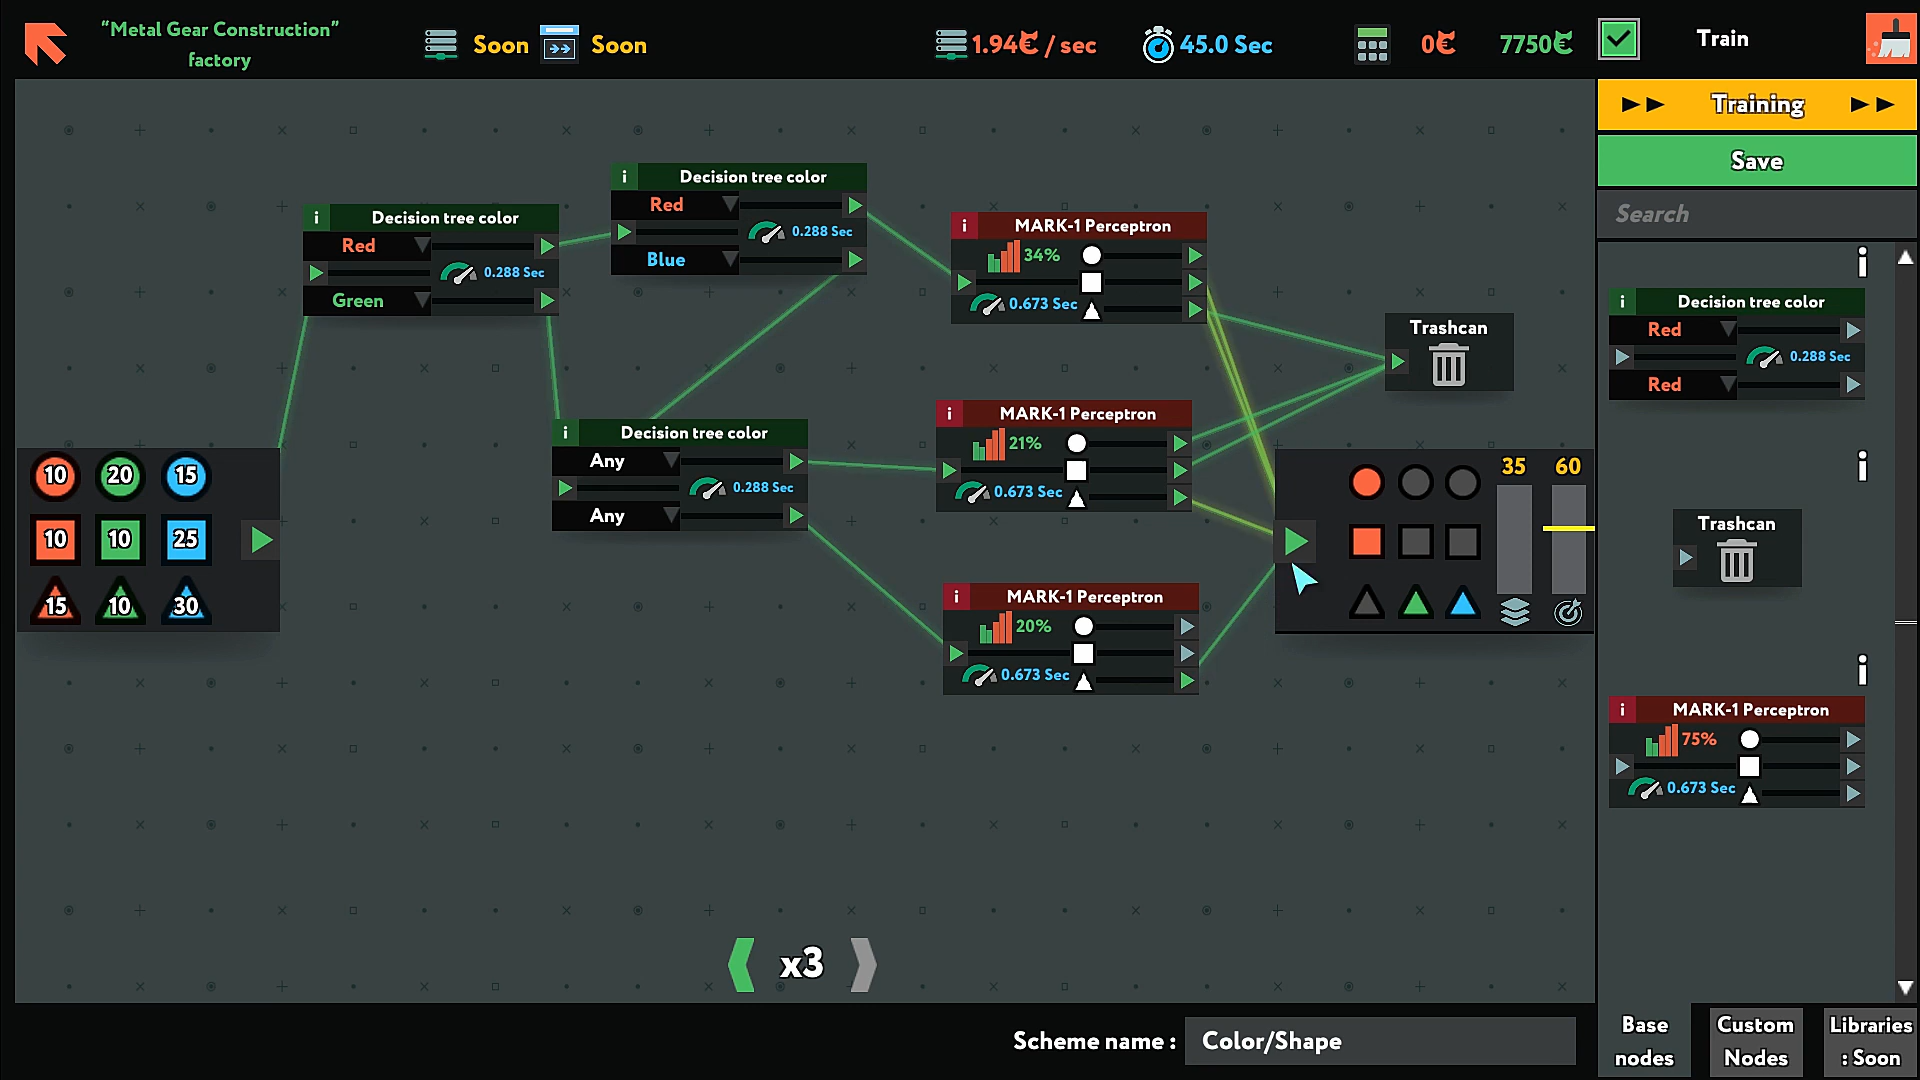 "Metal Gear Construction"
factory
Soon
Soon
1.94€ / sec
45.0 Sec
0€
7750€
Train
Training
Save
Search
i
Decision tree color
Red
0.288 Sec
Green
i
Decision tree color
Red
0.288 Sec
Blue
i
Decision tree color
Any
0.288 Sec
Any
i
MARK-1 Perceptron
34%
0.673 Sec
i
MARK-1 Perceptron
21%
0.673 Sec
i
MARK-1 Perceptron
20%
0.673 Sec
Trashcan
10 20 15
10 10 25
15 10 30
35 60
i
i
Decision tree color
Red
0.288 Sec
Red
i
Trashcan
i
i
MARK-1 Perceptron
75%
0.673 Sec
x3
Scheme name :
Color/Shape
Base
nodes
Custom
Nodes
Libraries
: Soon